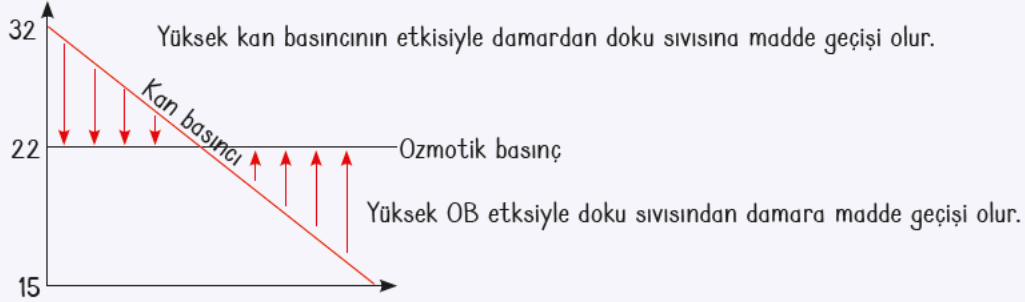 32
Yüksek kan basıncının etkisiyle damardan doku sıvısına madde geçişi olur.
Kan basıncı
22
Ozmotik basınç
Yüksek OB etksiyle doku sıvısından damara madde geçişi olur.
15